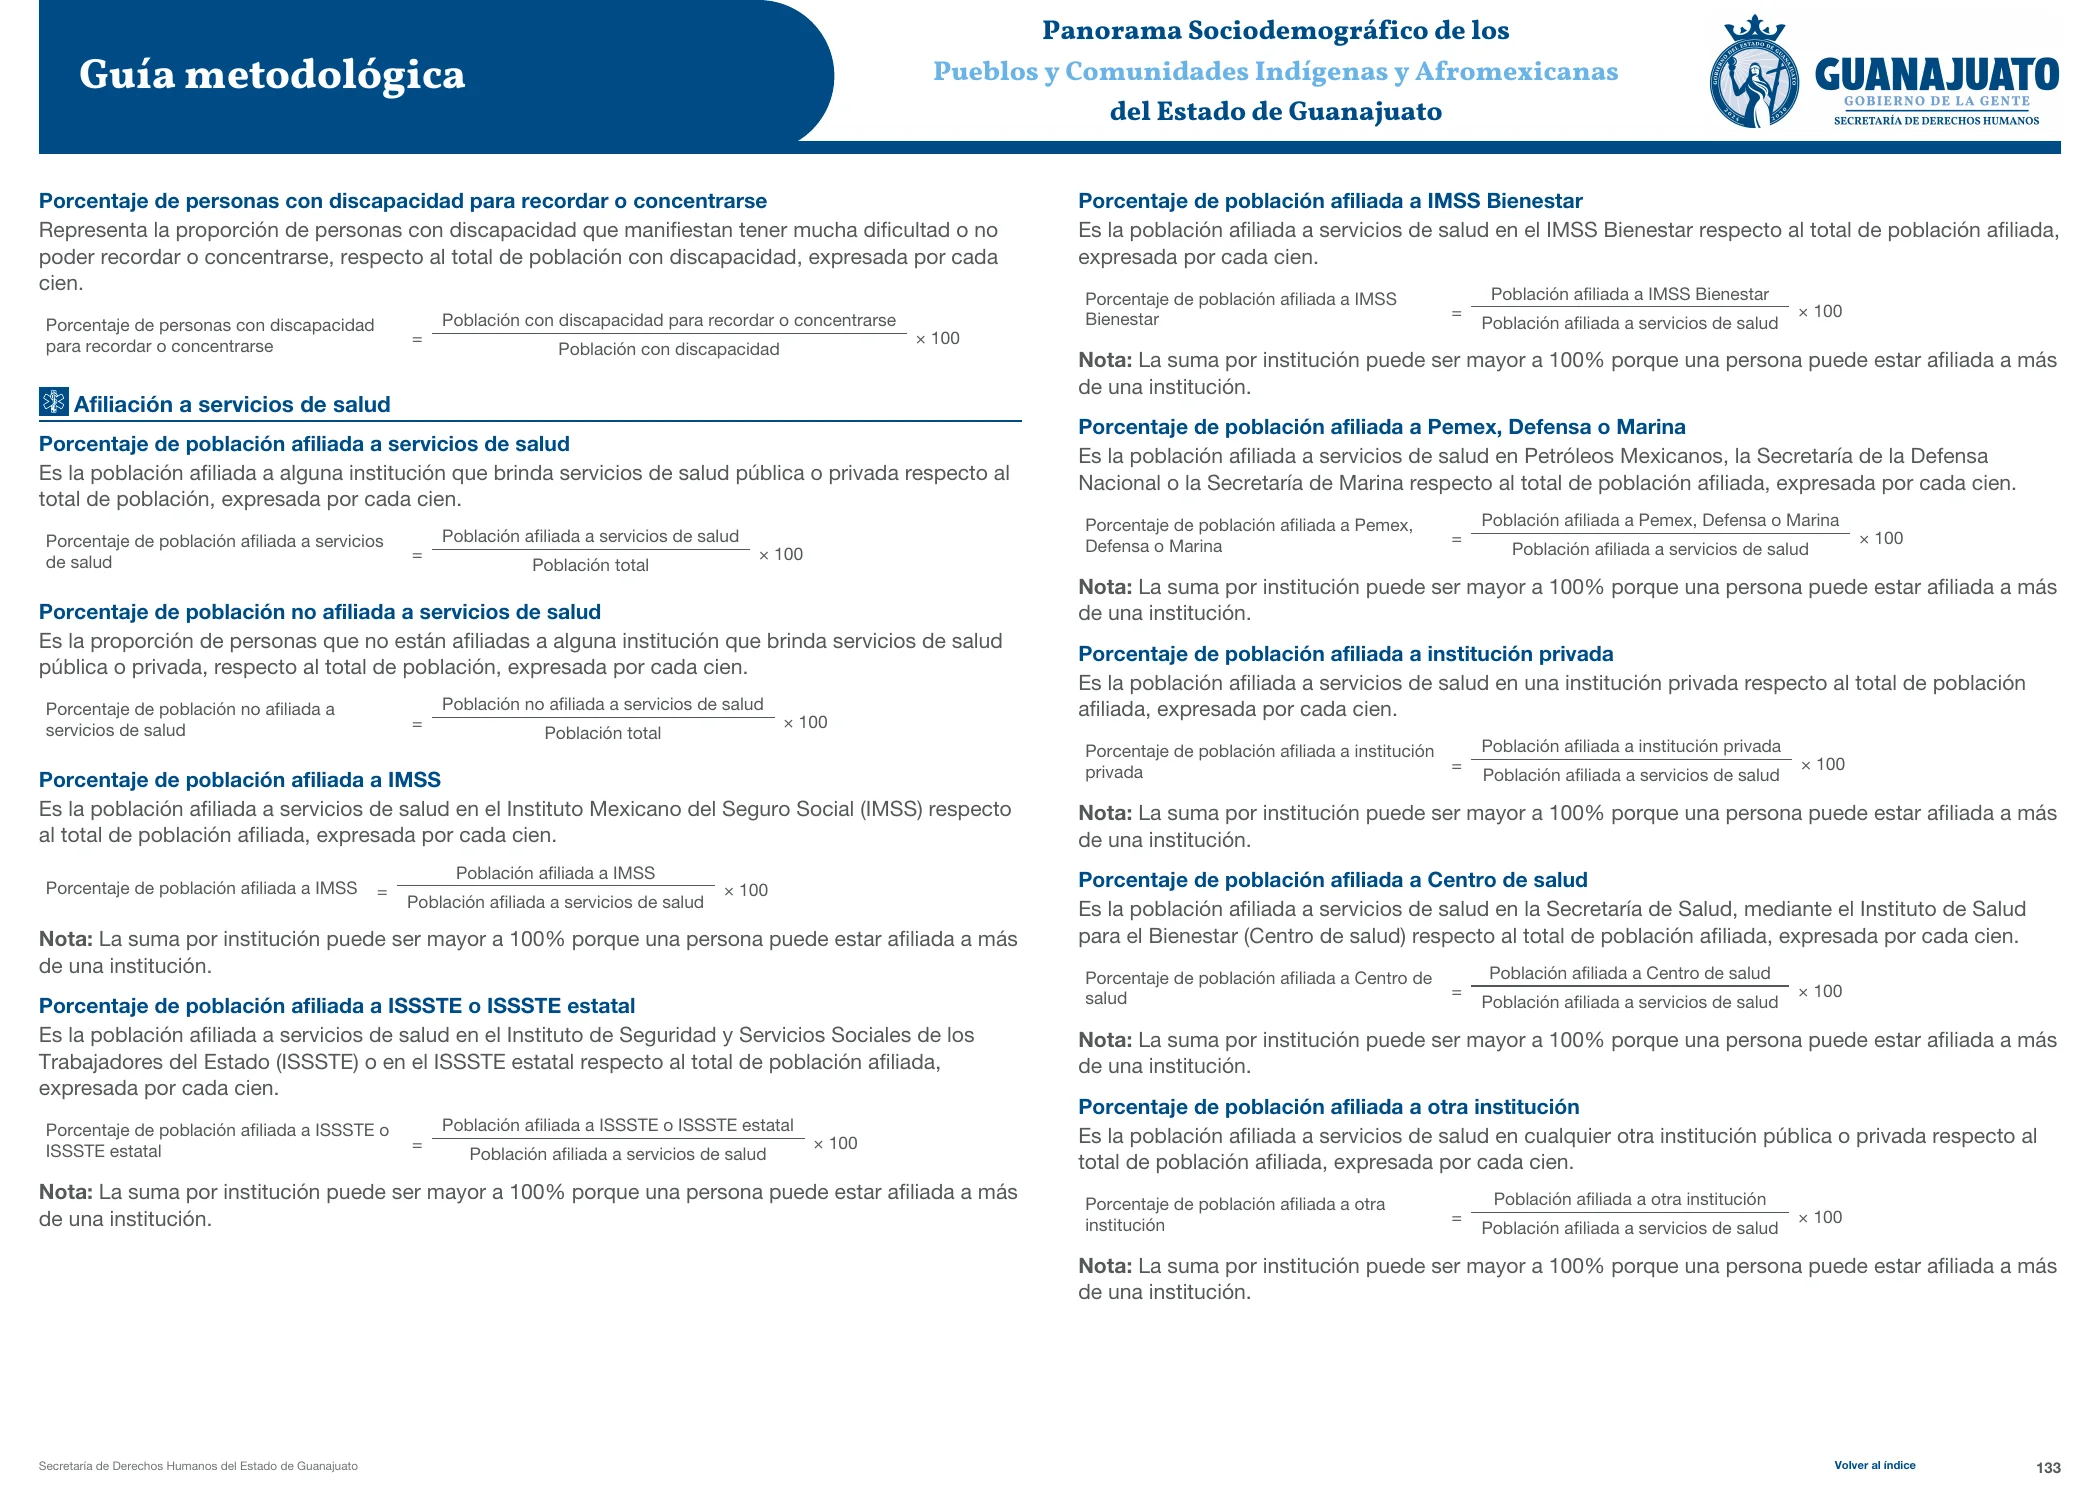 Guía metodológica
Panorama Sociodemográfico de los
Pueblos y Comunidades Indígenas y Afromexicanas
del Estado de Guanajuato
GUANAJUATO
GOBIERNO DE LA GENTE
SECRETARÍA DE DERECHOS HUMANOS
Porcentaje de personas con discapacidad para recordar o concentrarse
Representa la proporción de personas con discapacidad que manifiestan tener mucha dificultad o no
poder recordar o concentrarse, respecto al total de población con discapacidad, expresada por cada
cien.
Porcentaje de personas con discapacidad
para recordar o concentrarse
=
Población con discapacidad para recordar o concentrarse
Población con discapacidad
× 100
Afiliación a servicios de salud
Porcentaje de población afiliada a servicios de salud
Es la población afiliada a alguna institución que brinda servicios de salud pública o privada respecto al
total de población, expresada por cada cien.
Porcentaje de población afiliada a servicios
de salud
=
Población afiliada a servicios de salud
Población total
× 100
Porcentaje de población no afiliada a servicios de salud
Es la proporción de personas que no están afiliadas a alguna institución que brinda servicios de salud
pública o privada, respecto al total de población, expresada por cada cien.
Porcentaje de población no afiliada a
servicios de salud
=
Población no afiliada a servicios de salud
Población total
× 100
Porcentaje de población afiliada a IMSS
Es la población afiliada a servicios de salud en el Instituto Mexicano del Seguro Social (IMSS) respecto
al total de población afiliada, expresada por cada cien.
Porcentaje de población afiliada a IMSS
=
Población afiliada a IMSS
Población afiliada a servicios de salud
× 100
Nota: La suma por institución puede ser mayor a 100% porque una persona puede estar afiliada a más
de una institución.
Porcentaje de población afiliada a ISSSTE o ISSSTE estatal
Es la población afiliada a servicios de salud en el Instituto de Seguridad y Servicios Sociales de los
Trabajadores del Estado (ISSSTE) o en el ISSSTE estatal respecto al total de población afiliada,
expresada por cada cien.
Porcentaje de población afiliada a ISSSTE o
ISSSTE estatal
=
Población afiliada a ISSSTE o ISSSTE estatal
Población afiliada a servicios de salud
× 100
Nota: La suma por institución puede ser mayor a 100% porque una persona puede estar afiliada a más
de una institución.
Porcentaje de población afiliada a IMSS Bienestar
Es la población afiliada a servicios de salud en el IMSS Bienestar respecto al total de población afiliada,
expresada por cada cien.
Porcentaje de población afiliada a IMSS
Bienestar
=
Población afiliada a IMSS Bienestar
Población afiliada a servicios de salud
× 100
Nota: La suma por institución puede ser mayor a 100% porque una persona puede estar afiliada a más
de una institución.
Porcentaje de población afiliada a Pemex, Defensa o Marina
Es la población afiliada a servicios de salud en Petróleos Mexicanos, la Secretaría de la Defensa
Nacional o la Secretaría de Marina respecto al total de población afiliada, expresada por cada cien.
Porcentaje de población afiliada a Pemex,
Defensa o Marina
=
Población afiliada a Pemex, Defensa o Marina
Población afiliada a servicios de salud
× 100
Nota: La suma por institución puede ser mayor a 100% porque una persona puede estar afiliada a más
de una institución.
Porcentaje de población afiliada a institución privada
Es la población afiliada a servicios de salud en una institución privada respecto al total de población
afiliada, expresada por cada cien.
Porcentaje de población afiliada a institución
privada
=
Población afiliada a institución privada
Población afiliada a servicios de salud
× 100
Nota: La suma por institución puede ser mayor a 100% porque una persona puede estar afiliada a más
de una institución.
Porcentaje de población afiliada a Centro de salud
Es la población afiliada a servicios de salud en la Secretaría de Salud, mediante el Instituto de Salud
para el Bienestar (Centro de salud) respecto al total de población afiliada, expresada por cada cien.
Porcentaje de población afiliada a Centro de
salud
=
Población afiliada a Centro de salud
Población afiliada a servicios de salud
× 100
Nota: La suma por institución puede ser mayor a 100% porque una persona puede estar afiliada a más
de una institución.
Porcentaje de población afiliada a otra institución
Es la población afiliada a servicios de salud en cualquier otra institución pública o privada respecto al
total de población afiliada, expresada por cada cien.
Porcentaje de población afiliada a otra
institución
=
Población afiliada a otra institución
Población afiliada a servicios de salud
× 100
Nota: La suma por institución puede ser mayor a 100% porque una persona puede estar afiliada a más
de una institución.
Secretaría de Derechos Humanos del Estado de Guanajuato
Volver al índice
133